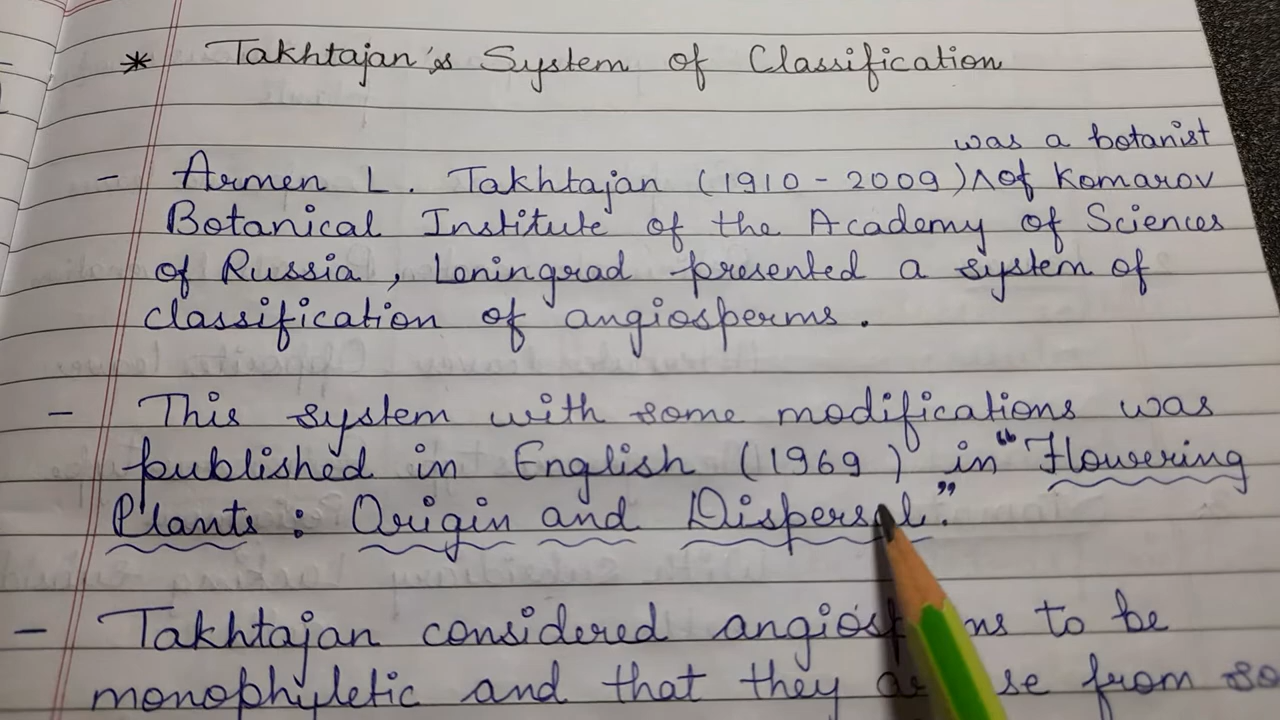 * Takhtajan's System of Classification
was a botanist
- Armen L. Takhtajan (1910 - 2009) ∧ of Komarov
Botanical Institute of the Academy of Sciences
of Russia, Leningrad presented a system of
classification of angiosperms.
- This system with some modifications was
published in English (1969) in "Flowering
Plants : Origin and Dispersal".
- Takhtajan considered to be
monophyletic and that they from